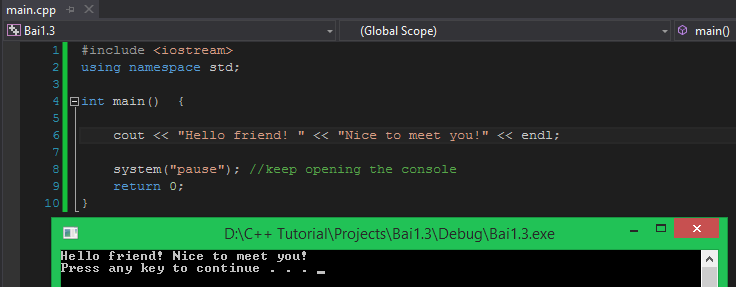 main.cpp
Bai1.3 (Global Scope) main()
1 #include <iostream>
2 using namespace std;
3
4 int main()  {
5
6     cout << "Hello friend! " << "Nice to meet you!" << endl;
7
8     system("pause"); //keep opening the console
9     return 0;
10 }
D:\C++ Tutorial\Projects\Bai1.3\Debug\Bai1.3.exe
Hello friend! Nice to meet you!
Press any key to continue . . . _